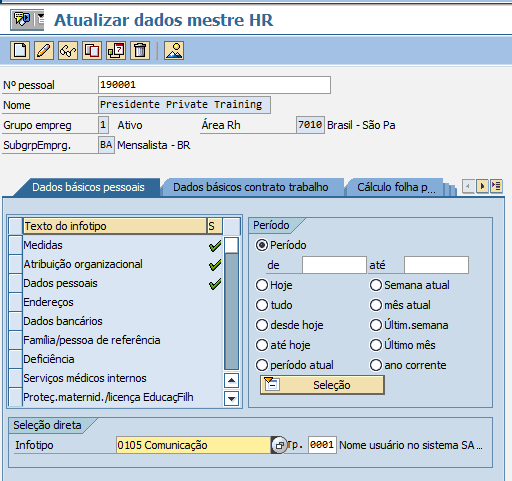 Atualizar dados mestre HR
Nº pessoal 190001
Nome Presidente Private Training
Grupo empreg 1 Ativo Área Rh 7010 Brasil - São Pa
SubgrpEmprg. BA Mensalista - BR
Dados básicos pessoais Dados básicos contrato trabalho Cálculo folha p...
Texto do infotipo S
Medidas
Atribuição organizacional
Dados pessoais
Endereços
Dados bancários
Família/pessoa de referência
Deficiência
Serviços médicos internos
Proteç.maternid./licença EducaçFilh
Período
Período
de até
Hoje Semana atual
tudo mês atual
desde hoje Últim.semana
até hoje Último mês
período atual ano corrente
Seleção
Seleção direta
Infotipo 0105 Comunicação Tp. 0001 Nome usuário no sistema SA...